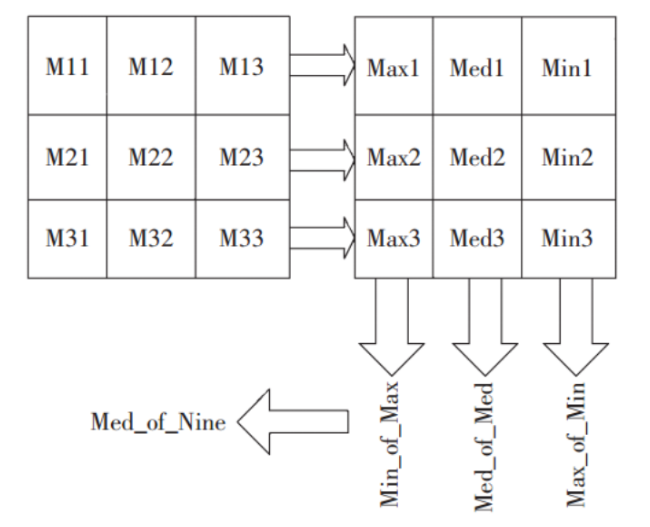 M11 M12 M13 Max1 Med1 Min1
M21 M22 M23 Max2 Med2 Min2
M31 M32 M33 Max3 Med3 Min3
Med_of_Nine
Min_of_Max
Med_of_Med
Max_of_Min